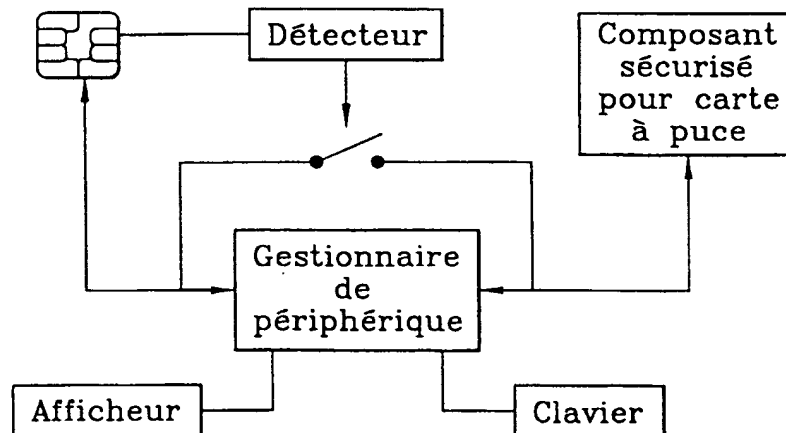 Détecteur
Composant
sécurisé
pour carte
à puce
Gestionnaire
de
périphérique
Afficheur
Clavier